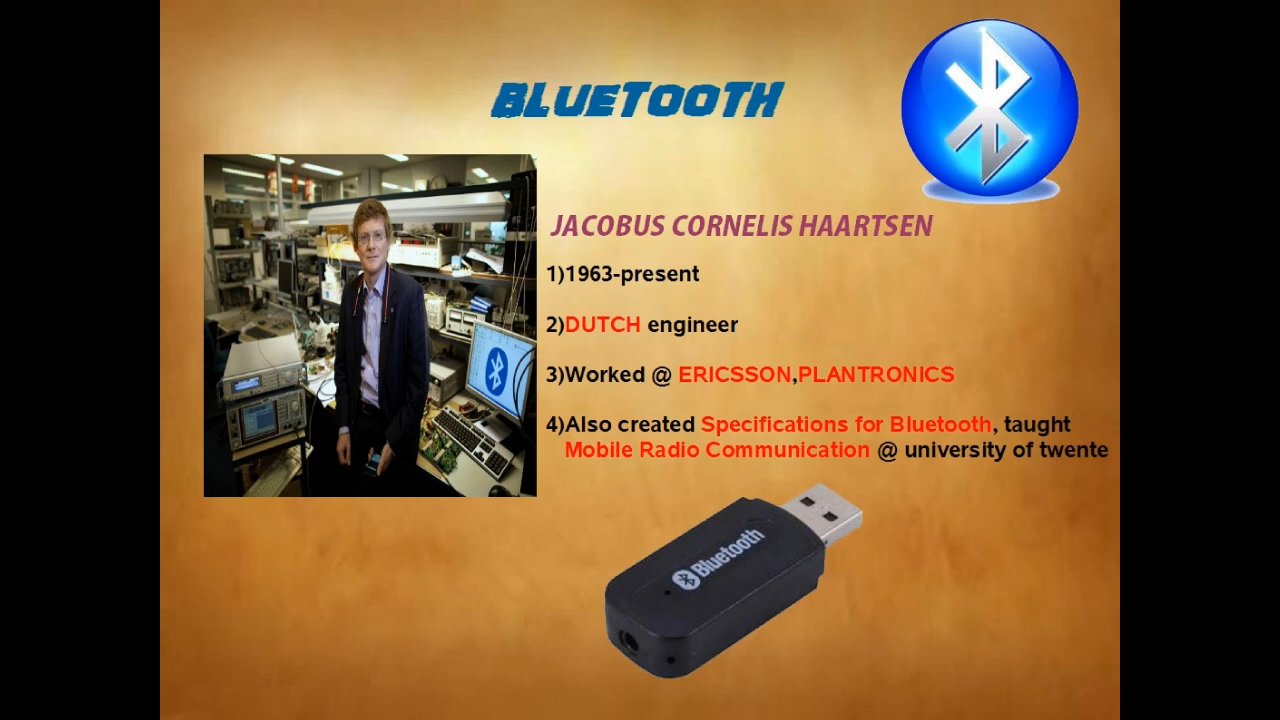 BLUETOOTH
JACOBUS CORNELIS HAARTSEN
1)1963-present
2)DUTCH engineer
3)Worked @ ERICSSON,PLANTRONICS
4)Also created Specifications for Bluetooth, taught
Mobile Radio Communication @ university of twente
Bluetooth